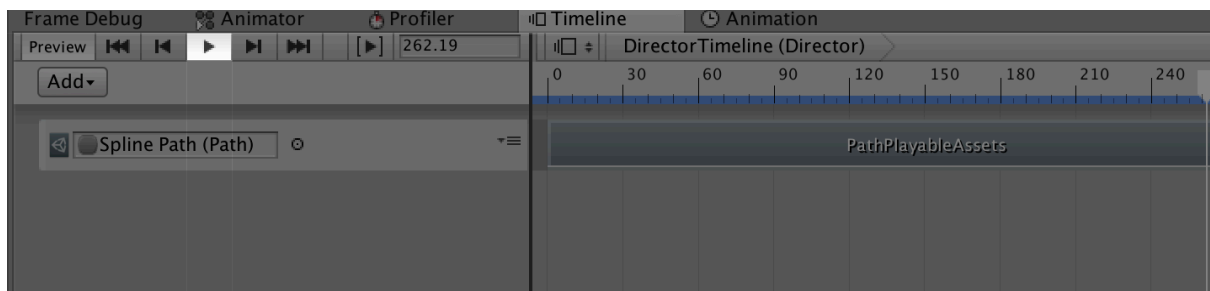 Frame Debug Animator Profiler Timeline Animation
Preview 262.19 DirectorTimeline (Director)
Add
0 30 60 90 120 150 180 210 240
Spline Path (Path) PathPlayableAssets